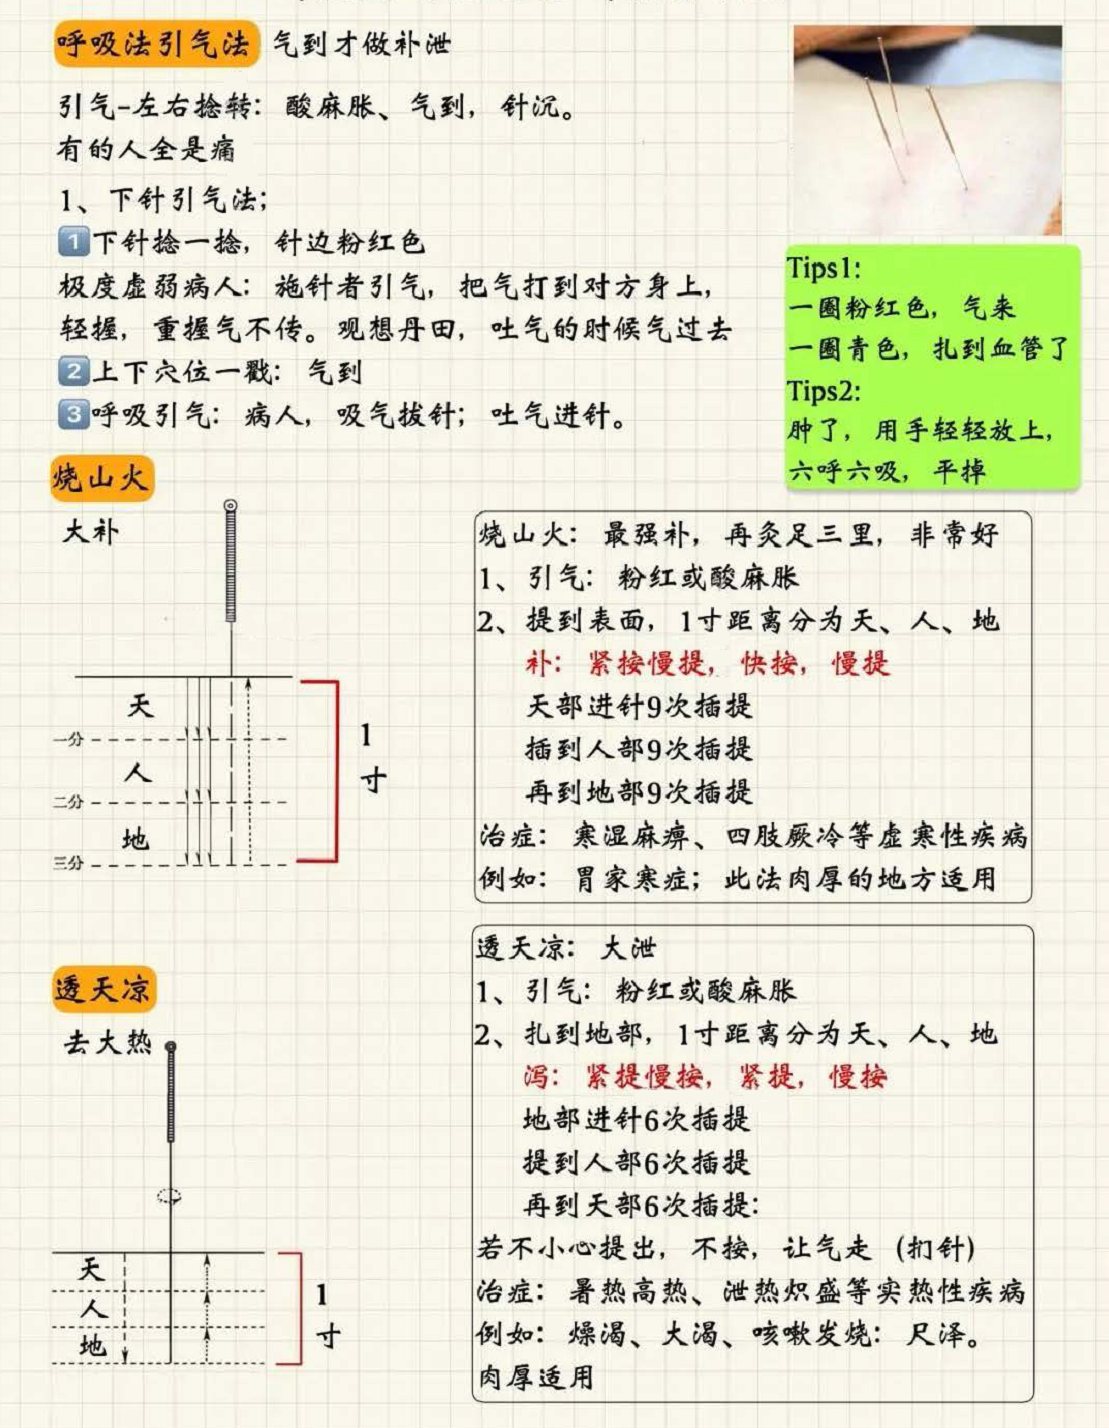 呼吸法引气法 气到才做补泄
引气-左右捻转：酸麻胀、气到，针沉。
有的人全是痛
1、下针引气法；
1下针捻一捻，针边粉红色
极度虚弱病人：施针者引气，把气打到对方身上，
轻握，重握气不传。观想丹田，吐气的时候气过去
2上下穴位一戳：气到
3呼吸引气：病人，吸气拔针；吐气进针。
Tips1:
一圈粉红色，气来
一圈青色，扎到血管了
Tips2:
肿了，用手轻轻放上，
六呼六吸，平掉
烧山火
大补
天
一分
人
二分
地
三分
1
寸
烧山火：最强补，再灸足三里，非常好
1、引气：粉红或酸麻胀
2、提到表面，1寸距离分为天、人、地
补：紧按慢提，快按，慢提
天部进针9次插提
插到人部9次插提
再到地部9次插提
治症：寒湿麻痹、四肢厥冷等虚寒性疾病
例如：胃家寒症；此法肉厚的地方适用
透天凉
去大热
天
人
地
1
寸
透天凉：大泄
1、引气：粉红或酸麻胀
2、扎到地部，1寸距离分为天、人、地
泻：紧提慢按，紧提，慢按
地部进针6次插提
提到人部6次插提
再到天部6次插提：
若不小心提出，不按，让气走（扪针）
治症：暑热高热、泄热炽盛等实热性疾病
例如：燥渴、大渴、咳嗽发烧：尺泽。
肉厚适用